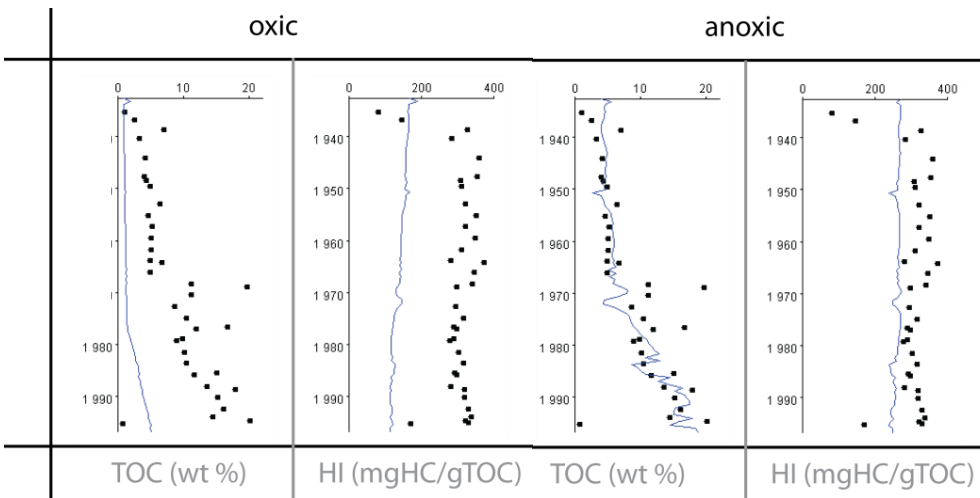 oxic anoxic
0 10 20 0 200 400 0 10 20 0 200 400
1 940 1 940 1 940
1 950 1 950 1 950
1 960 1 960 1 960
1 970 1 970 1 970
1 980 1 980 1 980 1 980
1 990 1 990 1 990 1 990
TOC (wt %) HI (mgHC/gTOC) TOC (wt %) HI (mgHC/gTOC)